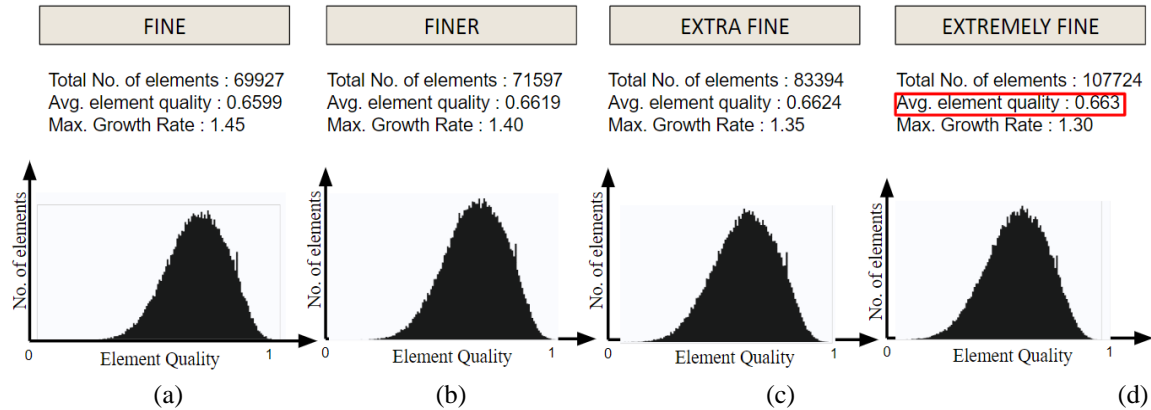 FINE
Total No. of elements : 69927
Avg. element quality : 0.6599
Max. Growth Rate : 1.45
No. of elements
0
Element Quality
1
(a)
FINER
Total No. of elements : 71597
Avg. element quality : 0.6619
Max. Growth Rate : 1.40
No. of elements
0
Element Quality
1
(b)
EXTRA FINE
Total No. of elements : 83394
Avg. element quality : 0.6624
Max. Growth Rate : 1.35
No. of elements
0
Element Quality
1
(c)
EXTREMELY FINE
Total No. of elements : 107724
Avg. element quality : 0.663
Max. Growth Rate : 1.30
No. of elements
0
Element Quality
1
(d)